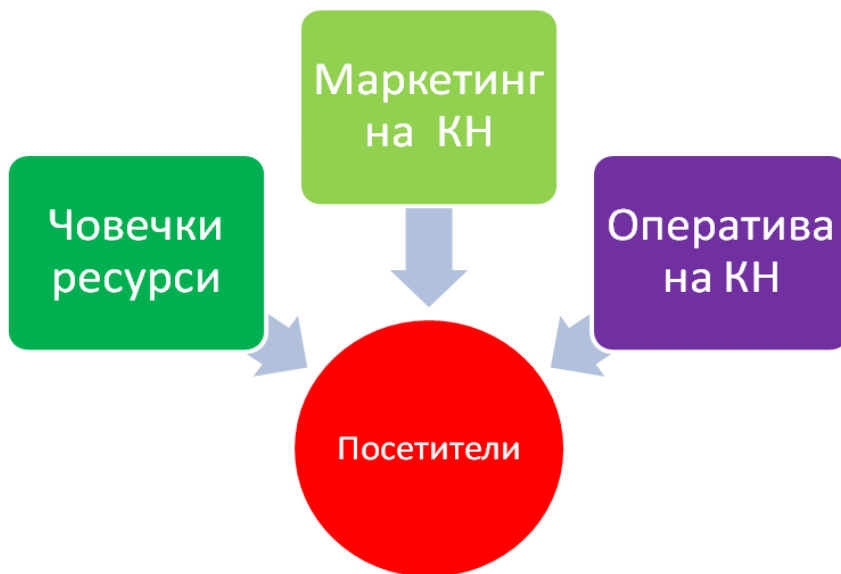 Маркетинг
на КН
Човечки
ресурси
Оператива
на КН
Посетители